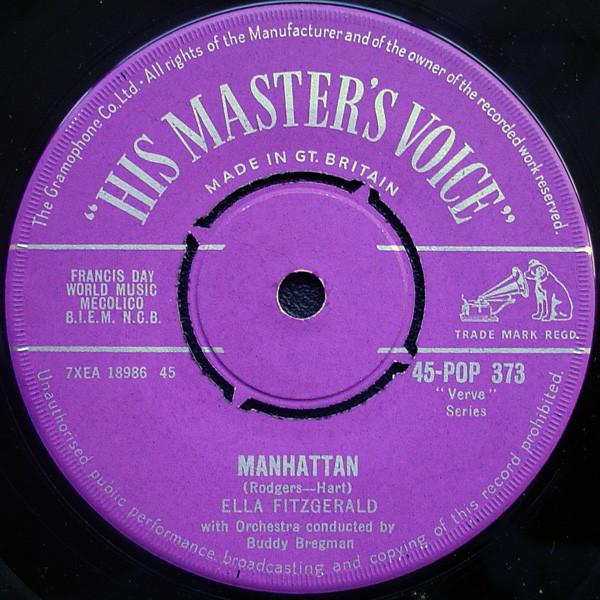 The Gramophone Co., Ltd. · All rights of the Manufacturer and of the owner of the recorded work reserved.
"HIS MASTER'S VOICE"
MADE IN GT. BRITAIN
FRANCIS DAY
WORLD MUSIC
MECOLICO
B.I.E.M. N.C.B.
TRADE MARK REGD.
7XEA 18986 45
45-POP 373
"Verve"
Series
MANHATTAN
(Rodgers—Hart)
ELLA FITZGERALD
with Orchestra conducted by
Buddy Bregman
Unauthorised public performance, broadcasting and copying of this record prohibited.